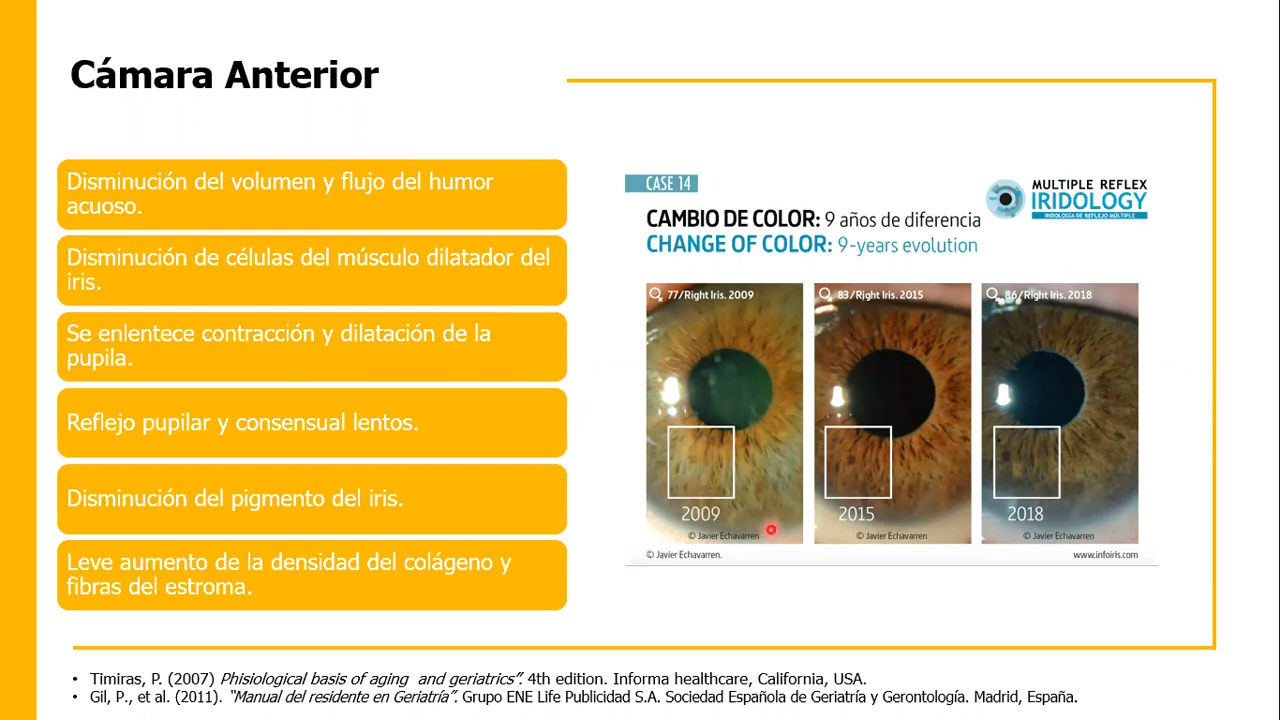 Cámara Anterior
Disminución del volumen y flujo del humor
acuoso.
Disminución de células del músculo dilatador del
iris.
Se enlentece contracción y dilatación de la
pupila.
Reflejo pupilar y consensual lentos.
Disminución del pigmento del iris.
Leve aumento de la densidad del colágeno y
fibras del estroma.
CASE 14
MULTIPLE REFLEX
IRIDOLOGY
IRIDOLOGÍA DE REFLEJO MÚLTIPLE
CAMBIO DE COLOR: 9 años de diferencia
CHANGE OF COLOR: 9-years evolution
77/Right Iris. 2009
83/Right Iris. 2015
86/Right Iris. 2018
2009
2015
2018
© Javier Echavarren
© Javier Echavarren
© Javier Echavarren
© Javier Echavarren.
www.infoiris.com
• Timiras, P. (2007) Phisiological basis of aging and geriatrics”. 4th edition. Informa healthcare, California, USA.
• Gil, P., et al. (2011). “Manual del residente en Geriatría”. Grupo ENE Life Publicidad S.A. Sociedad Española de Geriatría y Gerontología. Madrid, España.